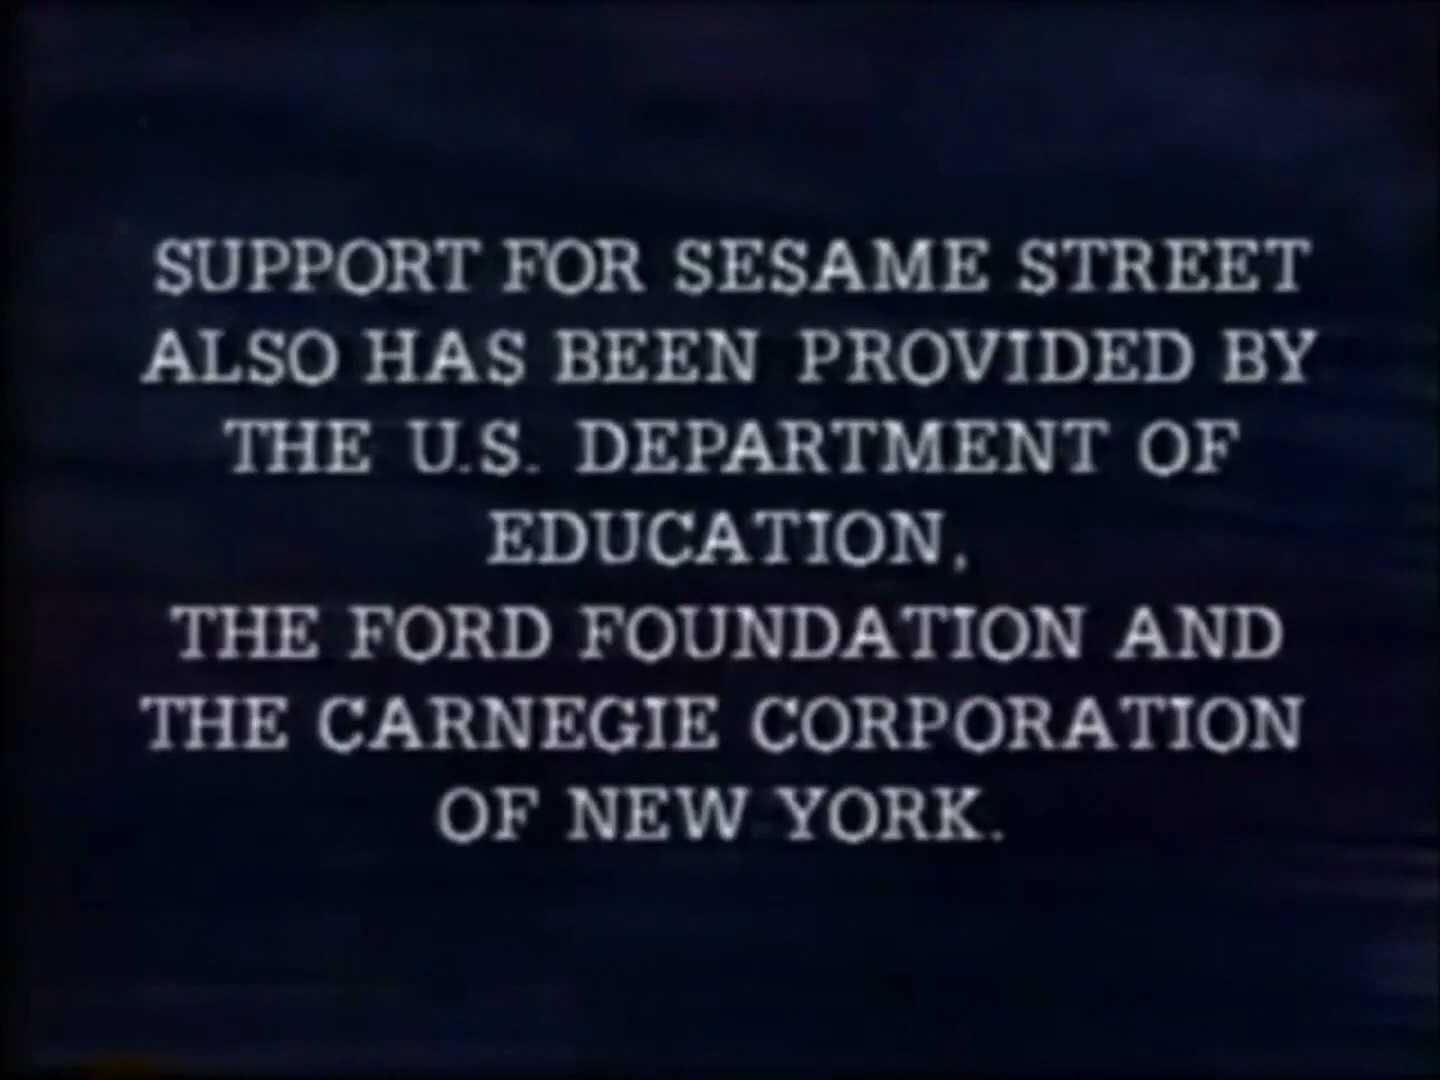 SUPPORT FOR SESAME STREET
ALSO HAS BEEN PROVIDED BY
THE U.S. DEPARTMENT OF
EDUCATION,
THE FORD FOUNDATION AND
THE CARNEGIE CORPORATION
OF NEW YORK.